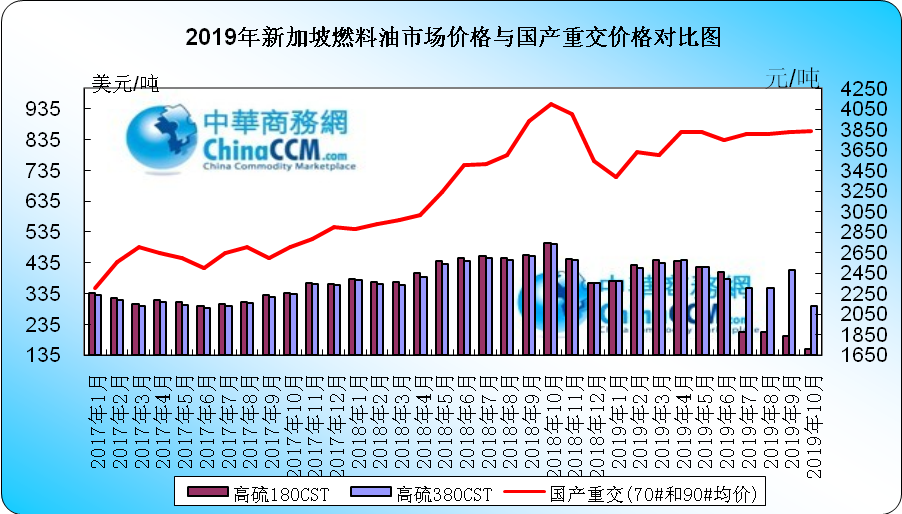 2019年新加坡燃料油市场价格与国产重交价格对比图
美元/吨
元/吨
935
835
735
635
535
435
335
235
135
4250
4050
3850
3650
3450
3250
3050
2850
2650
2450
2250
2050
1850
1650
中華商務網
ChinaCCM.com
China Commodity Marketplace
中華商務網
ChinaCCM.com
China Commodity Marketplace
2017年1月
2017年2月
2017年3月
2017年4月
2017年5月
2017年6月
2017年7月
2017年8月
2017年9月
2017年10月
2017年11月
2017年12月
2018年1月
2018年2月
2018年3月
2018年4月
2018年5月
2018年6月
2018年7月
2018年8月
2018年9月
2018年10月
2018年11月
2018年12月
2019年1月
2019年2月
2019年3月
2019年4月
2019年5月
2019年6月
2019年7月
2019年8月
2019年9月
2019年10月
高硫180CST
高硫380CST
国产重交(70#和90#均价)